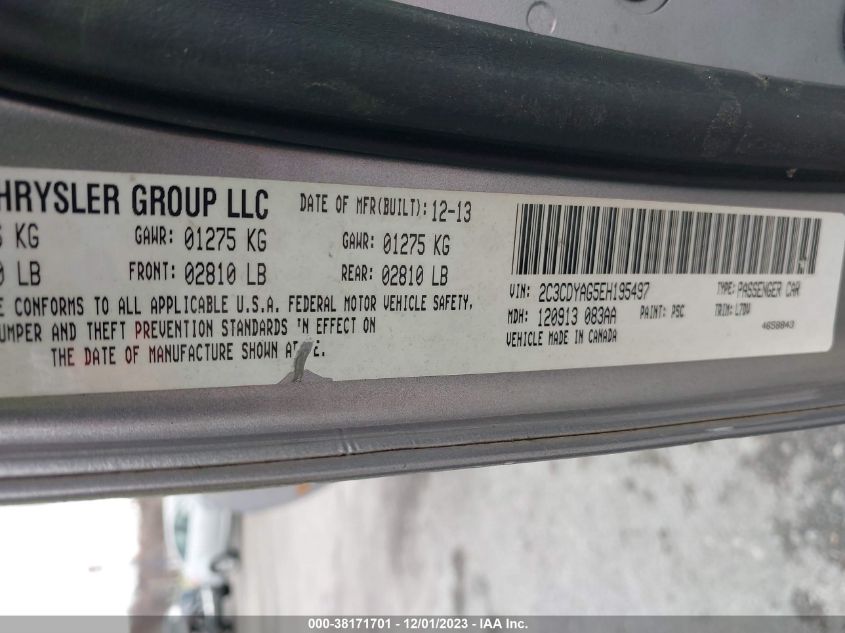 HRYSLER GROUP LLC DATE OF MFR(BUILT): 12-13
KG GAWR: 01275 KG GAWR: 01275 KG
LB FRONT: 02810 LB REAR: 02810 LB
E CONFORMS TO ALL APPLICABLE U.S.A. FEDERAL MOTOR VEHICLE SAFETY,
UMPER AND THEFT PREVENTION STANDARDS IN EFFECT ON
THE DATE OF MANUFACTURE SHOWN
VIN: 2C3CDYAG5EH195497 TYPE: PASSENGER CAR
MDH: 120913 083AA PAINT: PSC TRIM:
VEHICLE MADE IN CANADA 4658843
000-38171701 - 12/01/2023 - IAA Inc.